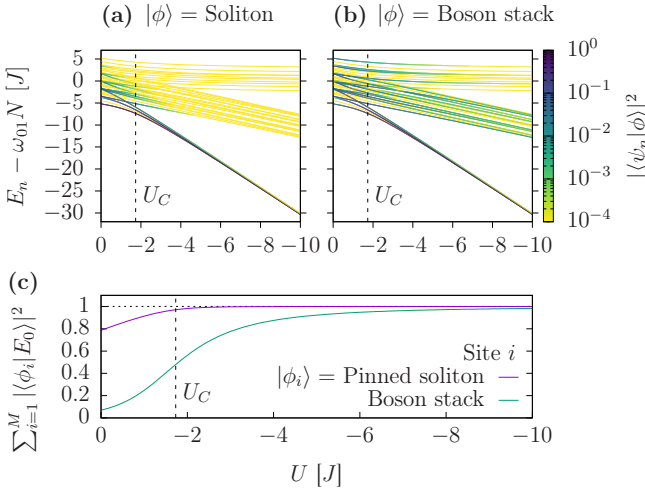 (a) |ϕ⟩ = Soliton
(b) |ϕ⟩ = Boson stack
E_n − ω_{01}N [J]
5
0
−5
−10
−15
−20
−25
−30
U_C
U_C
0 −2 −4 −6 −8 −10
0 −2 −4 −6 −8 −10
10^0
10^{−1}
10^{−2}
10^{−3}
10^{−4}
|⟨ψ_n|ϕ⟩|^2
(c)
∑_{i=1}^{M} |⟨ϕ_i|E_0⟩|^2
1
0.8
0.6
0.4
0.2
0
U_C
Site i
|ϕ_i⟩ = Pinned soliton
Boson stack
0 −2 −4 −6 −8 −10
U [J]